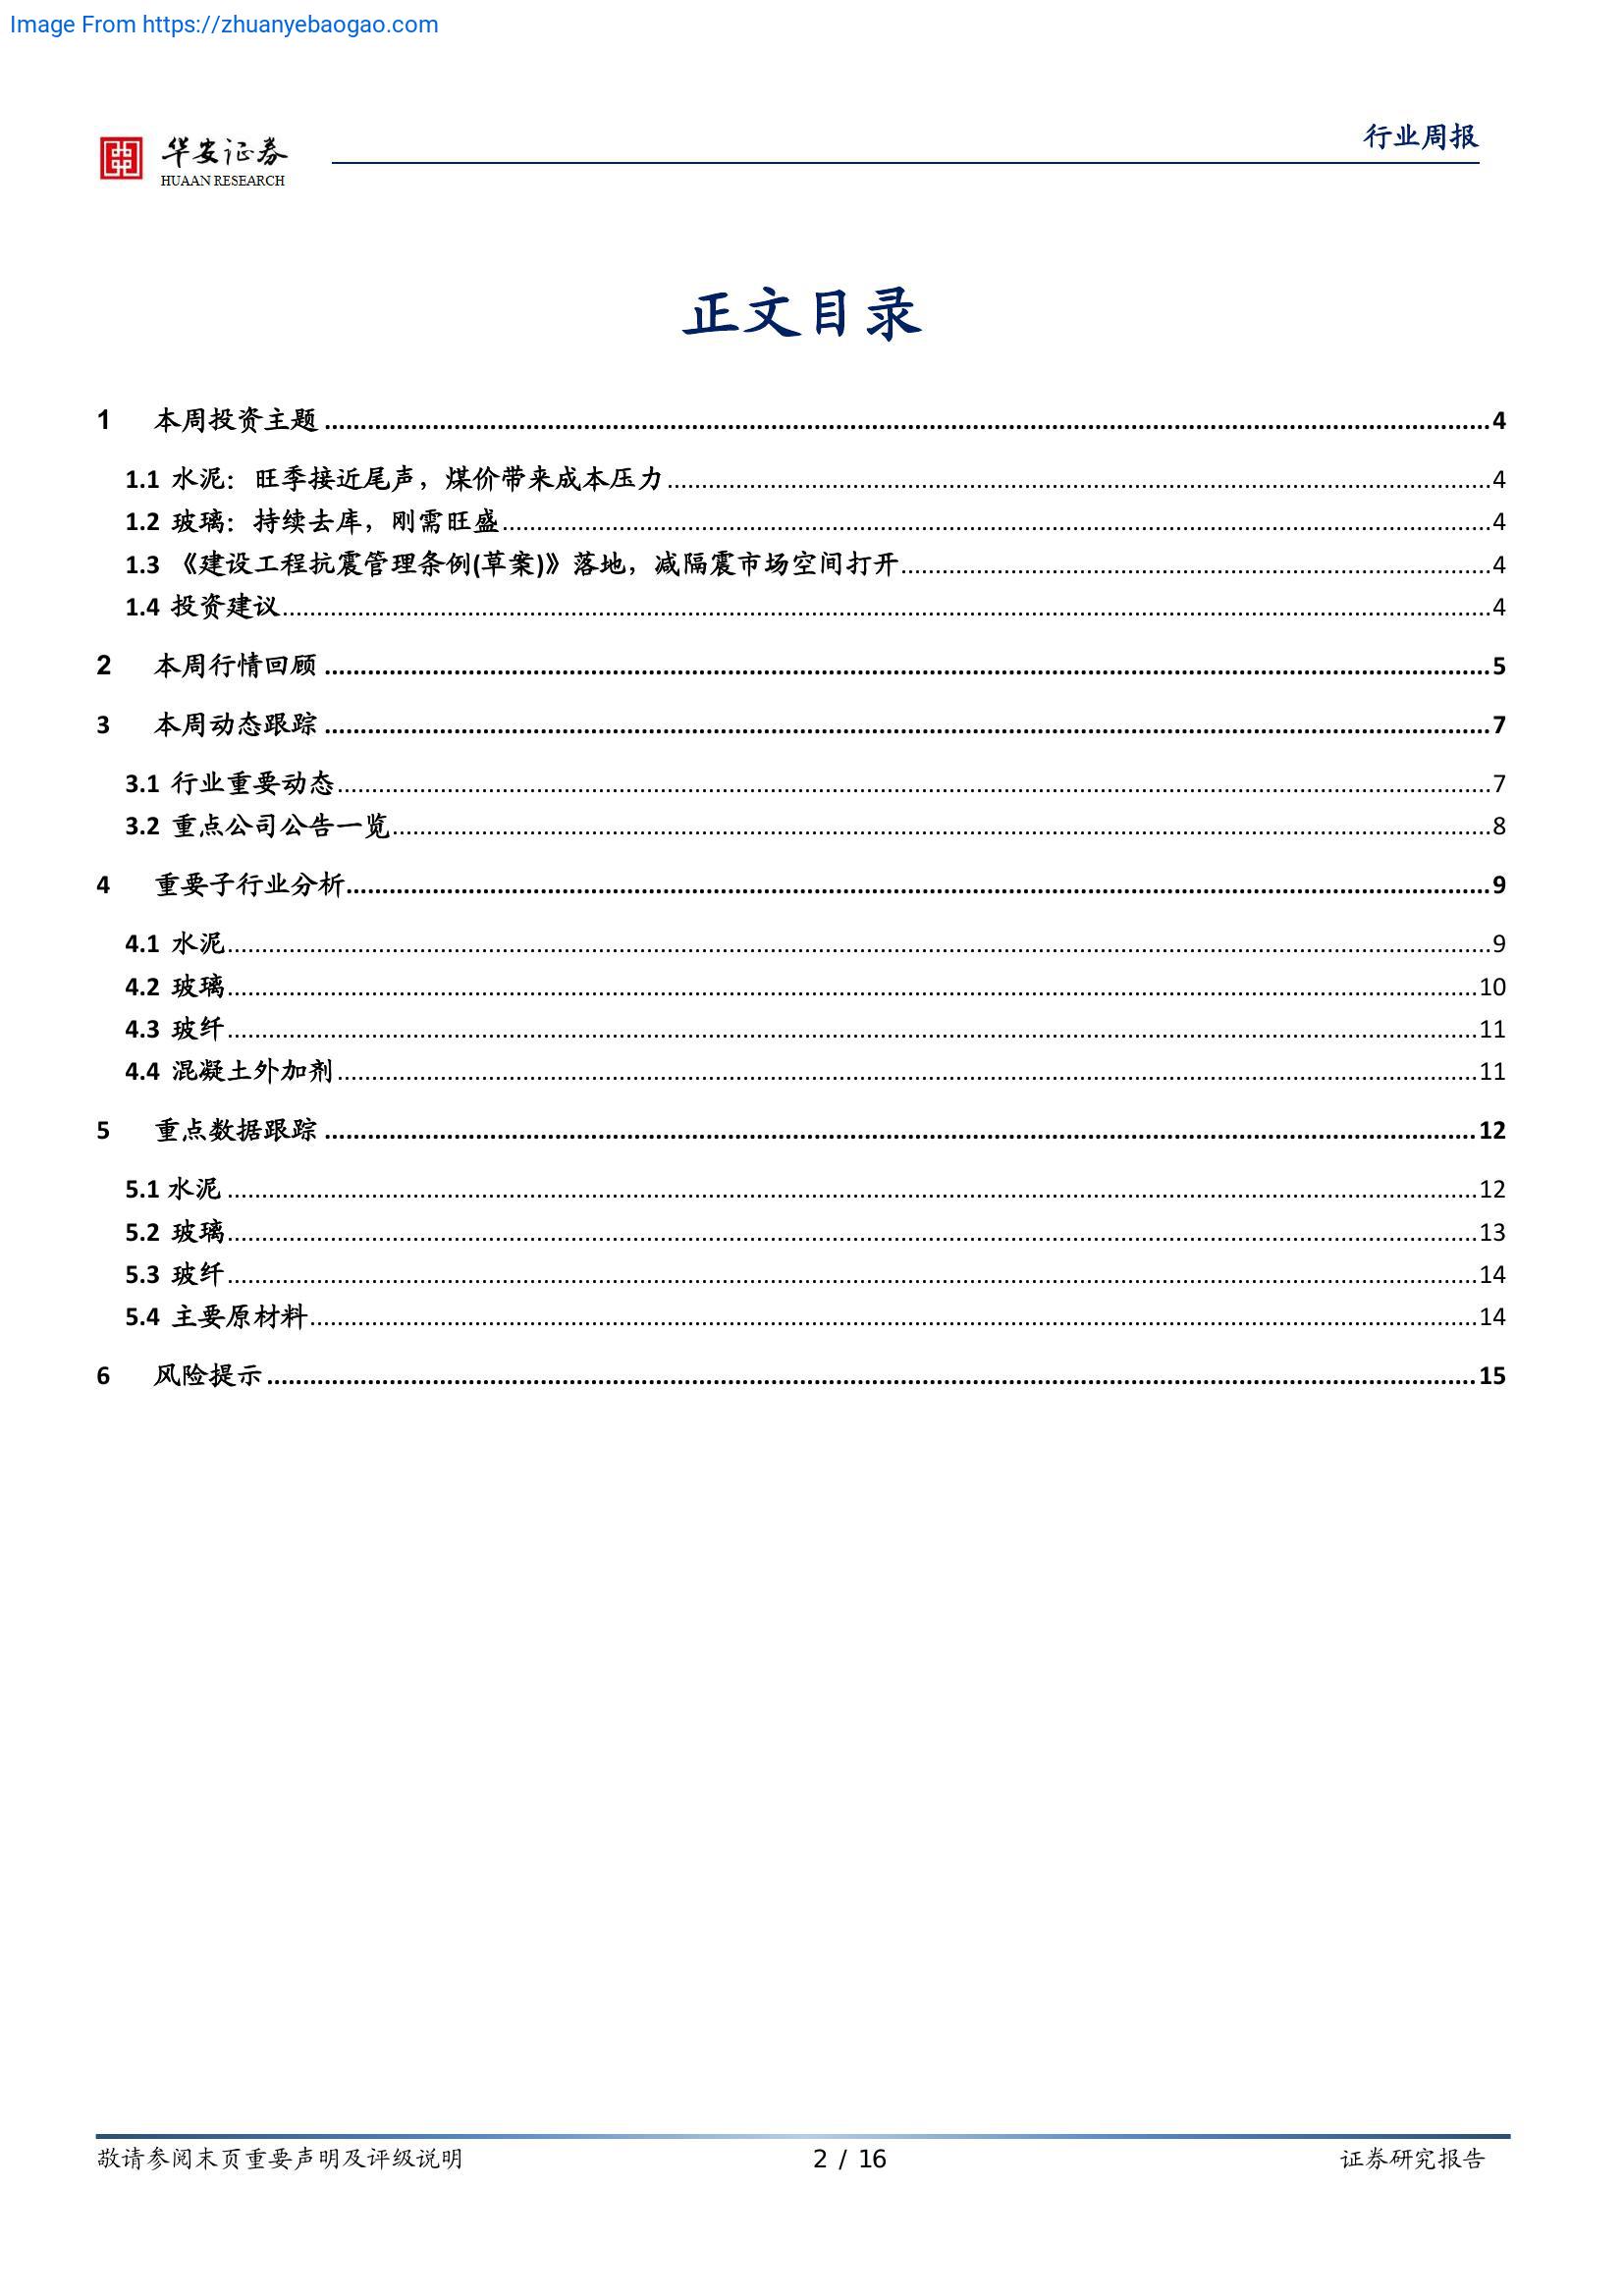 Image From https://zhuanyebaogao.com
华安证券
HUAAN RESEARCH
行业周报
正文目录
1 本周投资主题 4
1.1 水泥：旺季接近尾声，煤价带来成本压力 4
1.2 玻璃：持续去库，刚需旺盛 4
1.3 《建设工程抗震管理条例(草案)》落地，减隔震市场空间打开 4
1.4 投资建议 4
2 本周行情回顾 5
3 本周动态跟踪 7
3.1 行业重要动态 7
3.2 重点公司公告一览 8
4 重要子行业分析 9
4.1 水泥 9
4.2 玻璃 10
4.3 玻纤 11
4.4 混凝土外加剂 11
5 重点数据跟踪 12
5.1 水泥 12
5.2 玻璃 13
5.3 玻纤 14
5.4 主要原材料 14
6 风险提示 15
敬请参阅末页重要声明及评级说明 2 / 16 证券研究报告